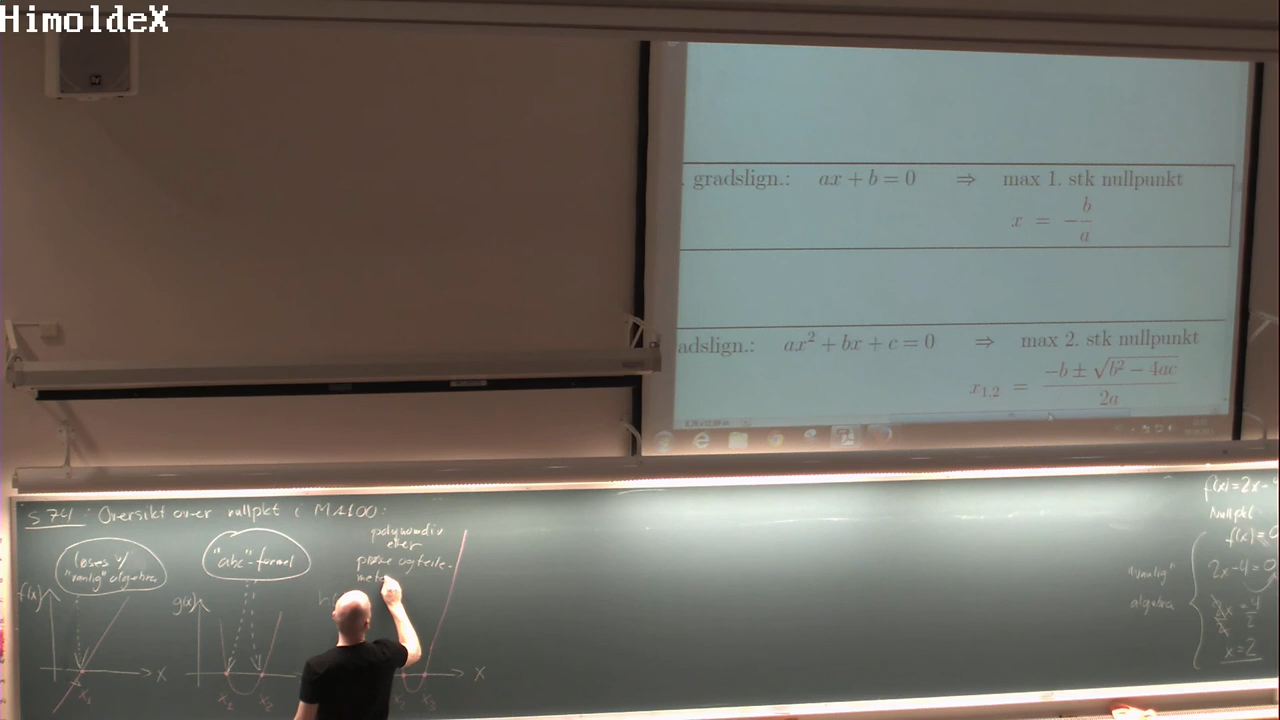 HimoldeX
. gradslign.: ax + b = 0 ⇒ max 1. stk nullpunkt
x = -b/a
adslign.: ax² + bx + c = 0 ⇒ max 2. stk nullpunkt
x₁,₂ = (-b ± √(b² − 4ac))/2a
S 74 : Oversikt over nullpkt i MA100:
løses v/
"vanlig" algebra
"abc"-formel
polynomdiv
eller
prøve og feile-
f(x)
x
x₁
g(x)
x₁ x₂
x
x₃
f(x)=2x-4
Nullpkt
f(x)=0
2x-4=0
"vanlig"
algebra
x=2